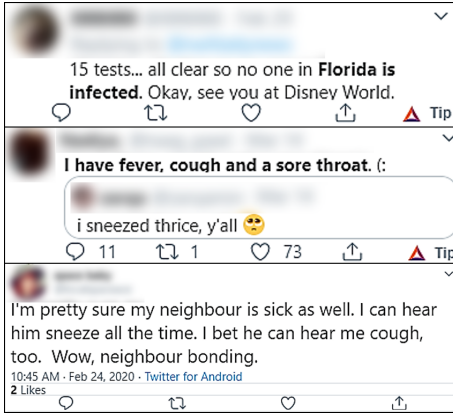 15 tests... all clear so no one in Florida is
infected. Okay, see you at Disney World.
Tip
I have fever, cough and a sore throat. (:
i sneezed thrice, y'all 🥺
11 1 73 Tip
I'm pretty sure my neighbour is sick as well. I can hear
him sneeze all the time. I bet he can hear me cough,
too. Wow, neighbour bonding.
10:45 AM · Feb 24, 2020 · Twitter for Android
2 Likes